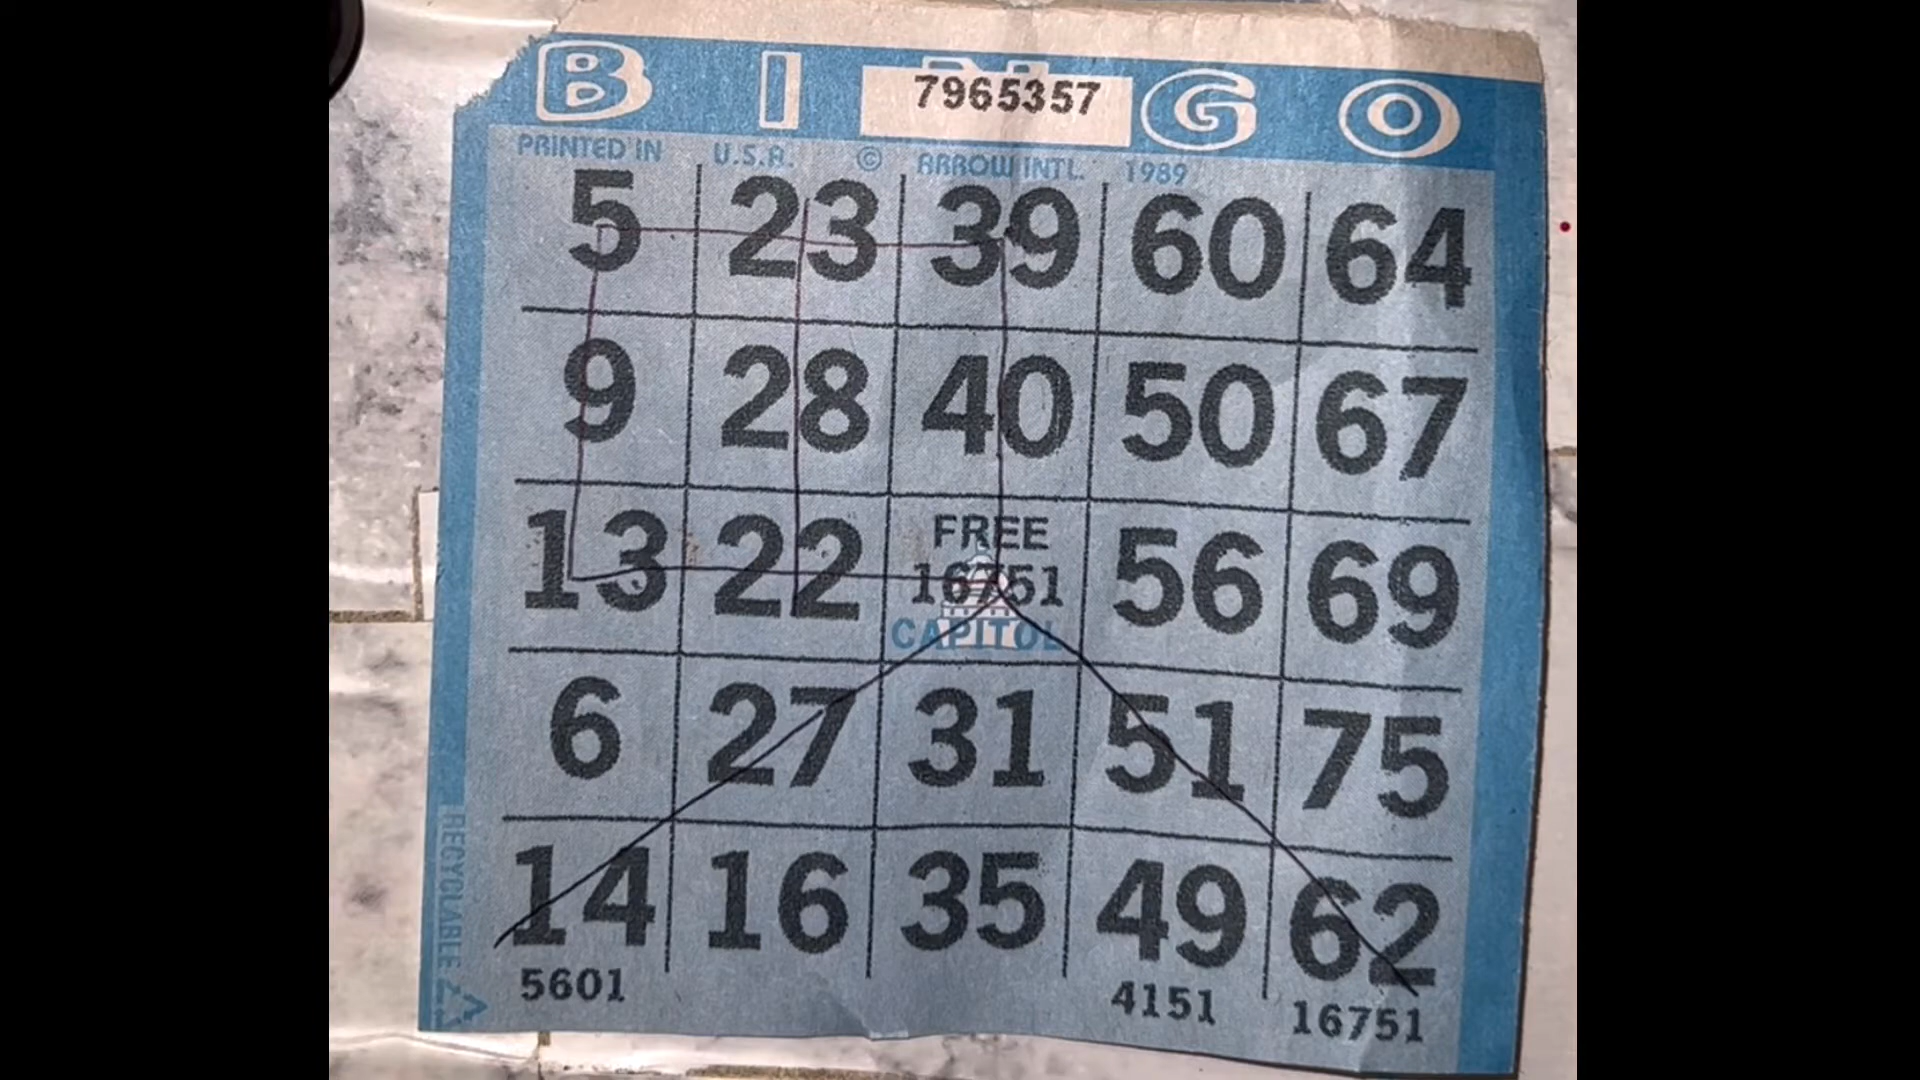 B I N G O
7965357
PRINTED IN U.S.A. © ARROW INTL. 1989
5 23 39 60 64
9 28 40 50 67
13 22 FREE 56 69
16751
CAPITOL
6 27 31 51 75
14 16 35 49 62
5601 4151 16751
RECYCLABLE 2